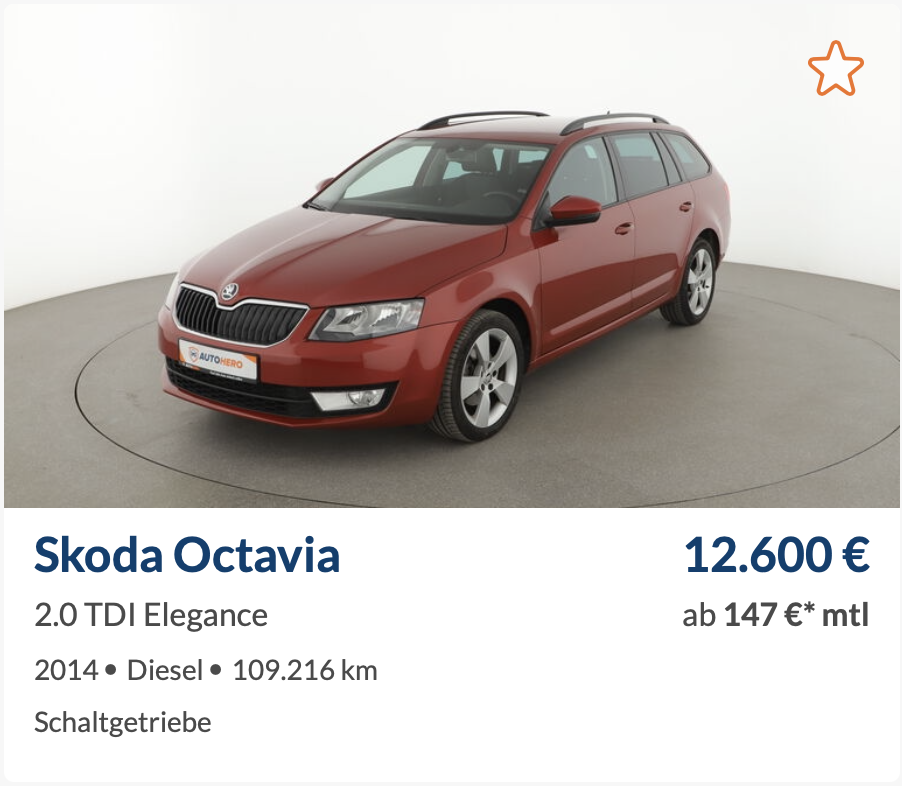 AUTOHERO
Skoda Octavia
12.600 €
2.0 TDI Elegance
ab 147 €* mtl
2014 • Diesel • 109.216 km
Schaltgetriebe